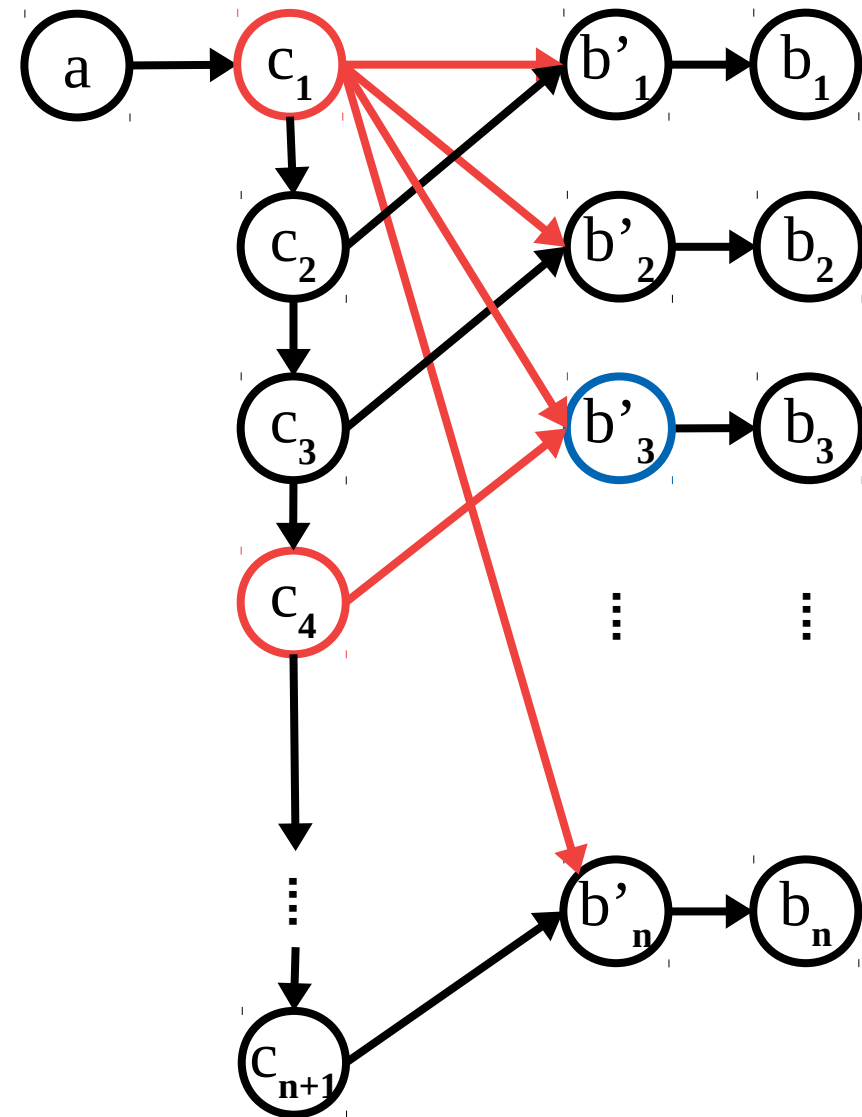 a c₁ b’₁ b₁
c₂ b’₂ b₂
c₃ b’₃ b₃
c₄
b’ₙ bₙ
cₙ₊₁